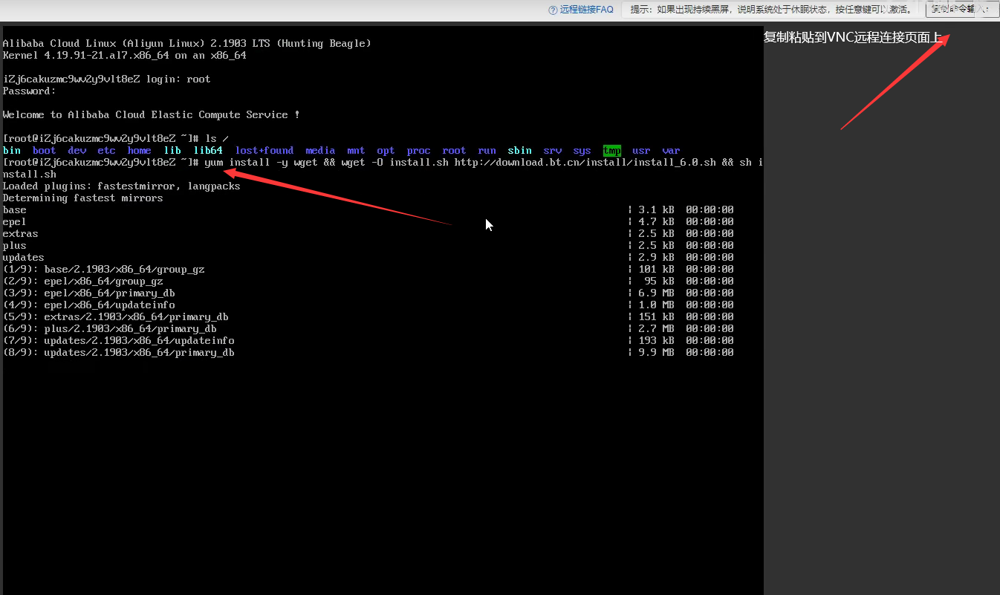 远程链接FAQ 提示：如果出现持续黑屏，说明系统处于休眠状态，按任意键可以激活。 复制命令输入：
复制粘贴到VNC远程连接页面上
Alibaba Cloud Linux (Aliyun Linux) 2.1903 LTS (Hunting Beagle)
Kernel 4.19.91-21.al7.x86_64 on an x86_64
iZj6cakuzmc9wv2y9vlt8eZ login: root
Password:
Welcome to Alibaba Cloud Elastic Compute Service !
[root@iZj6cakuzmc9wv2y9vlt8eZ ~]# ls /
bin boot dev etc home lib lib64 lost+found media mnt opt proc root run sbin srv sys tmp usr var
[root@iZj6cakuzmc9wv2y9vlt8eZ ~]# yum install -y wget && wget -O install.sh http://download.bt.cn/install/install_6.0.sh && sh i
nstall.sh
Loaded plugins: fastestmirror, langpacks
Determining fastest mirrors
base | 3.1 kB 00:00:00
epel | 4.7 kB 00:00:00
extras | 2.5 kB 00:00:00
plus | 2.5 kB 00:00:00
updates | 2.9 kB 00:00:00
(1/9): base/2.1903/x86_64/group_gz | 101 kB 00:00:00
(2/9): epel/x86_64/group_gz | 95 kB 00:00:00
(3/9): epel/x86_64/primary_db | 6.9 MB 00:00:00
(4/9): epel/x86_64/updateinfo | 1.0 MB 00:00:00
(5/9): extras/2.1903/x86_64/primary_db | 151 kB 00:00:00
(6/9): plus/2.1903/x86_64/primary_db | 2.7 MB 00:00:00
(7/9): updates/2.1903/x86_64/updateinfo | 193 kB 00:00:00
(8/9): updates/2.1903/x86_64/primary_db | 9.9 MB 00:00:00